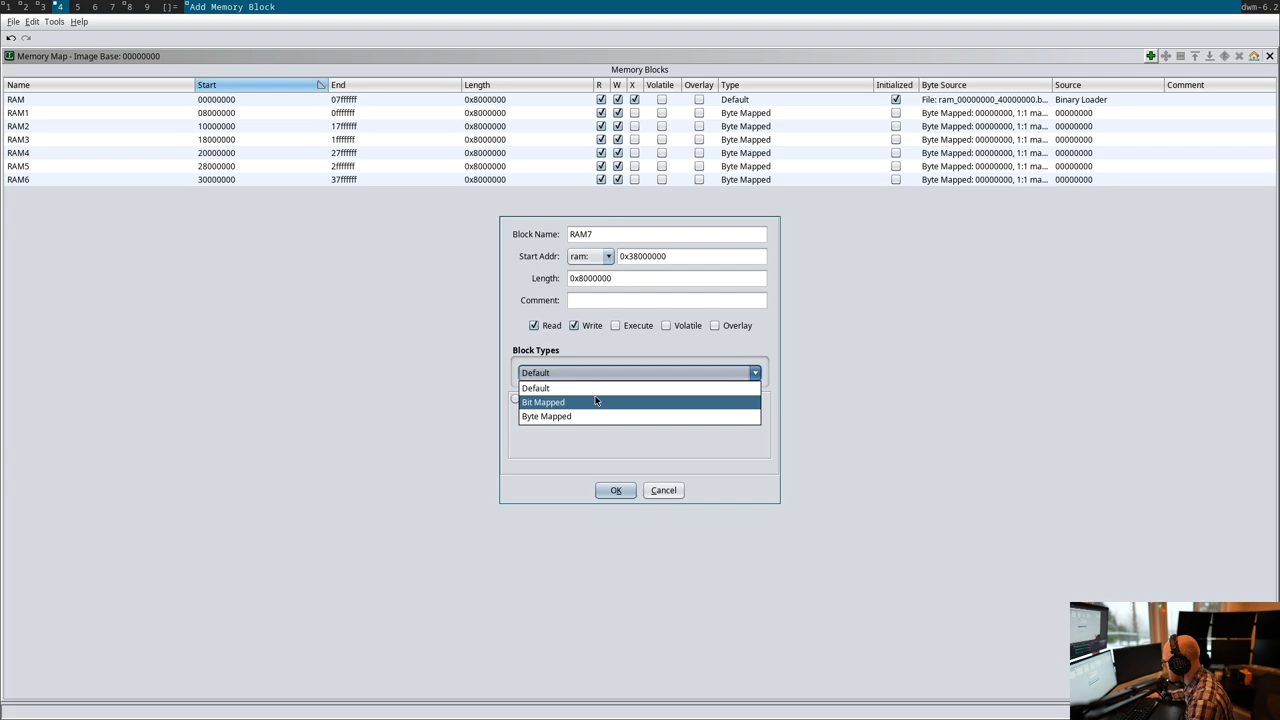 1 2 3 4 5 6 7 8 9 []= Add Memory Block dwm-6.2
File Edit Tools Help
Memory Map - Image Base: 00000000
Memory Blocks
Name Start End Length R W X Volatile Overlay Type Initialized Byte Source Source Comment
RAM 00000000 07ffffff 0x8000000 Default File: ram_00000000_40000000.b... Binary Loader
RAM1 08000000 0fffffff 0x8000000 Byte Mapped Byte Mapped: 00000000, 1:1 ma... 00000000
RAM2 10000000 17ffffff 0x8000000 Byte Mapped Byte Mapped: 00000000, 1:1 ma... 00000000
RAM3 18000000 1fffffff 0x8000000 Byte Mapped Byte Mapped: 00000000, 1:1 ma... 00000000
RAM4 20000000 27ffffff 0x8000000 Byte Mapped Byte Mapped: 00000000, 1:1 ma... 00000000
RAM5 28000000 2fffffff 0x8000000 Byte Mapped Byte Mapped: 00000000, 1:1 ma... 00000000
RAM6 30000000 37ffffff 0x8000000 Byte Mapped Byte Mapped: 00000000, 1:1 ma... 00000000
Block Name: RAM7
Start Addr: ram: 0x38000000
Length: 0x8000000
Comment:
Read Write Execute Volatile Overlay
Block Types
Default
Default
Bit Mapped
Byte Mapped
OK Cancel